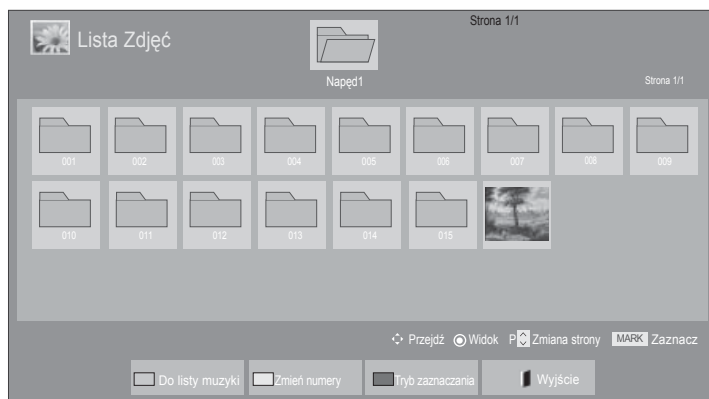 Strona 1/1
Lista Zdjęć
Napęd1
Strona 1/1
001 002 003 004 005 006 007 008 009
010 011 012 013 014 015
Przejdź Widok P Zmiana strony MARK Zaznacz
Do listy muzyki Zmień numery Tryb zaznaczania Wyjście